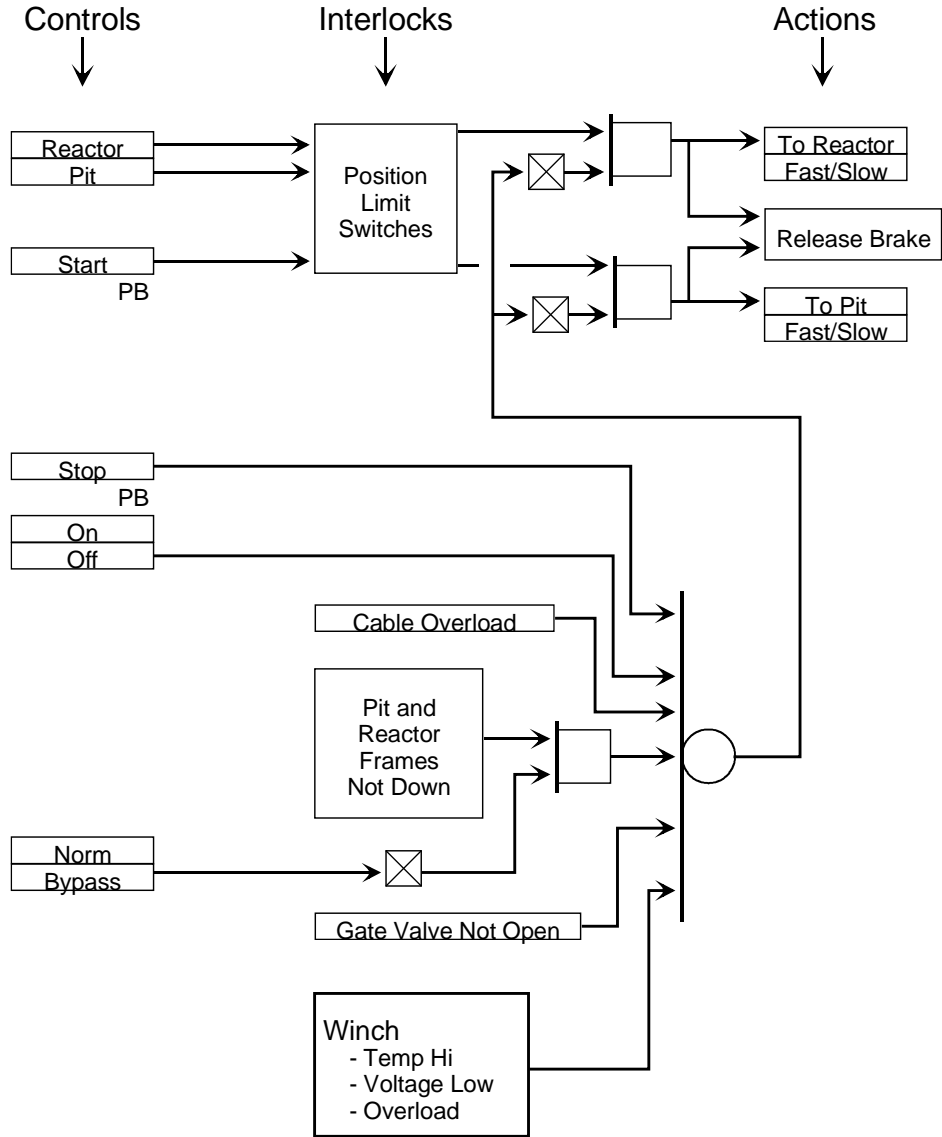 Controls
Interlocks
Actions
Reactor
Pit
Position
Limit
Switches
To Reactor
Fast/Slow
Release Brake
Start
PB
To Pit
Fast/Slow
Stop
PB
On
Off
Cable Overload
Pit and
Reactor
Frames
Not Down
Norm
Bypass
Gate Valve Not Open
Winch
- Temp Hi
- Voltage Low
- Overload